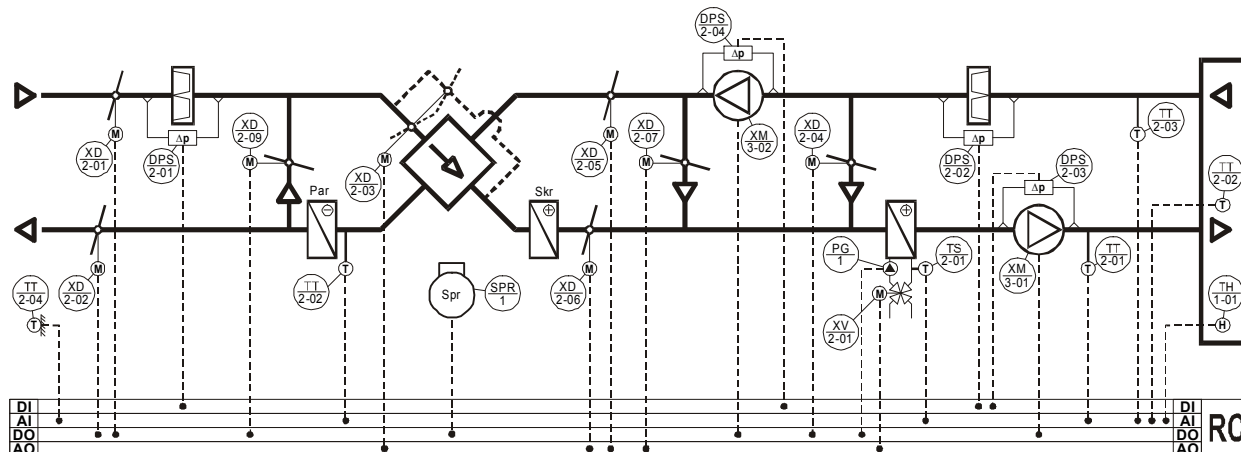 DPS
2-04
Δp
M
XD
2-01
Δp
DPS
2-01
XD
2-09
M
M
XD
2-03
M
XD
2-05
XD
2-07
M
XM
3-02
XD
2-04
M
Δp
DPS
2-02
DPS
2-03
Δp
T
TT
2-03
TT
2-02
T
Par
Skr
TT
2-04
T
M
XD
2-02
TT
2-02
T
Spr
SPR
1
M
XD
2-06
PG
1
T
TS
2-01
M
XV
2-01
XM
3-01
T
TT
2-01
TH
1-01
H
DI
AI
DO
AO
DI
AI
DO
AO
RC